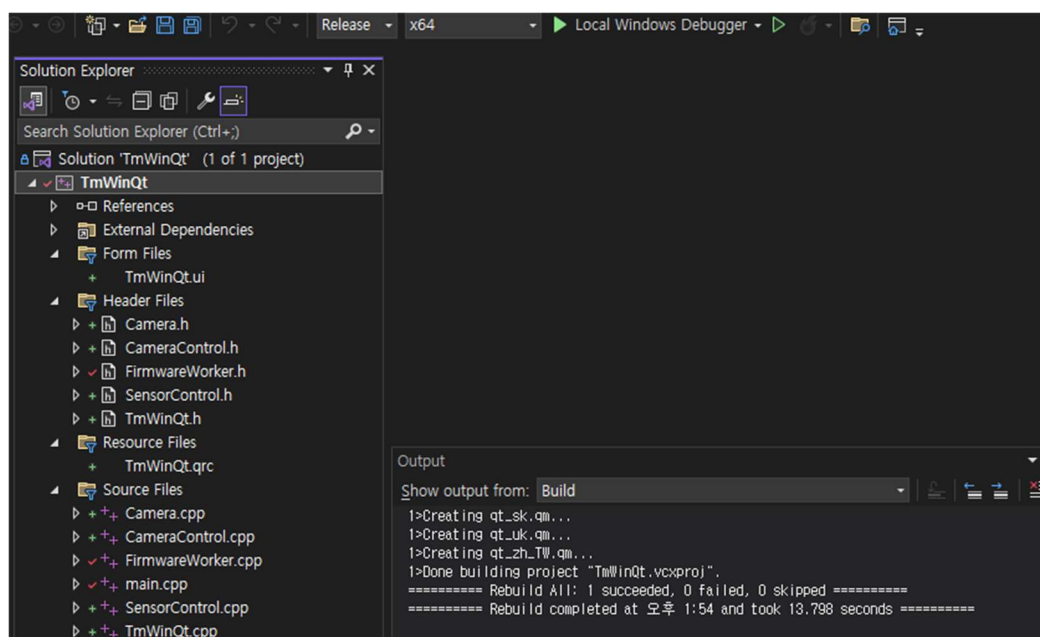 Release x64 Local Windows Debugger
Solution Explorer
Search Solution Explorer (Ctrl+;)
Solution 'TmWinQt' (1 of 1 project)
TmWinQt
References
External Dependencies
Form Files
TmWinQt.ui
Header Files
Camera.h
CameraControl.h
FirmwareWorker.h
SensorControl.h
TmWinQt.h
Resource Files
TmWinQt.qrc
Source Files
Camera.cpp
CameraControl.cpp
FirmwareWorker.cpp
main.cpp
SensorControl.cpp
TmWinQt.cpp
Output
Show output from: Build
1>Creating qt_sk.qm...
1>Creating qt_uk.qm...
1>Creating qt_zh_TW.qm...
1>Done building project "TmWinQt.vcxproj".
========== Rebuild All: 1 succeeded, 0 failed, 0 skipped ==========
========== Rebuild completed at 오후 1:54 and took 13.798 seconds ==========